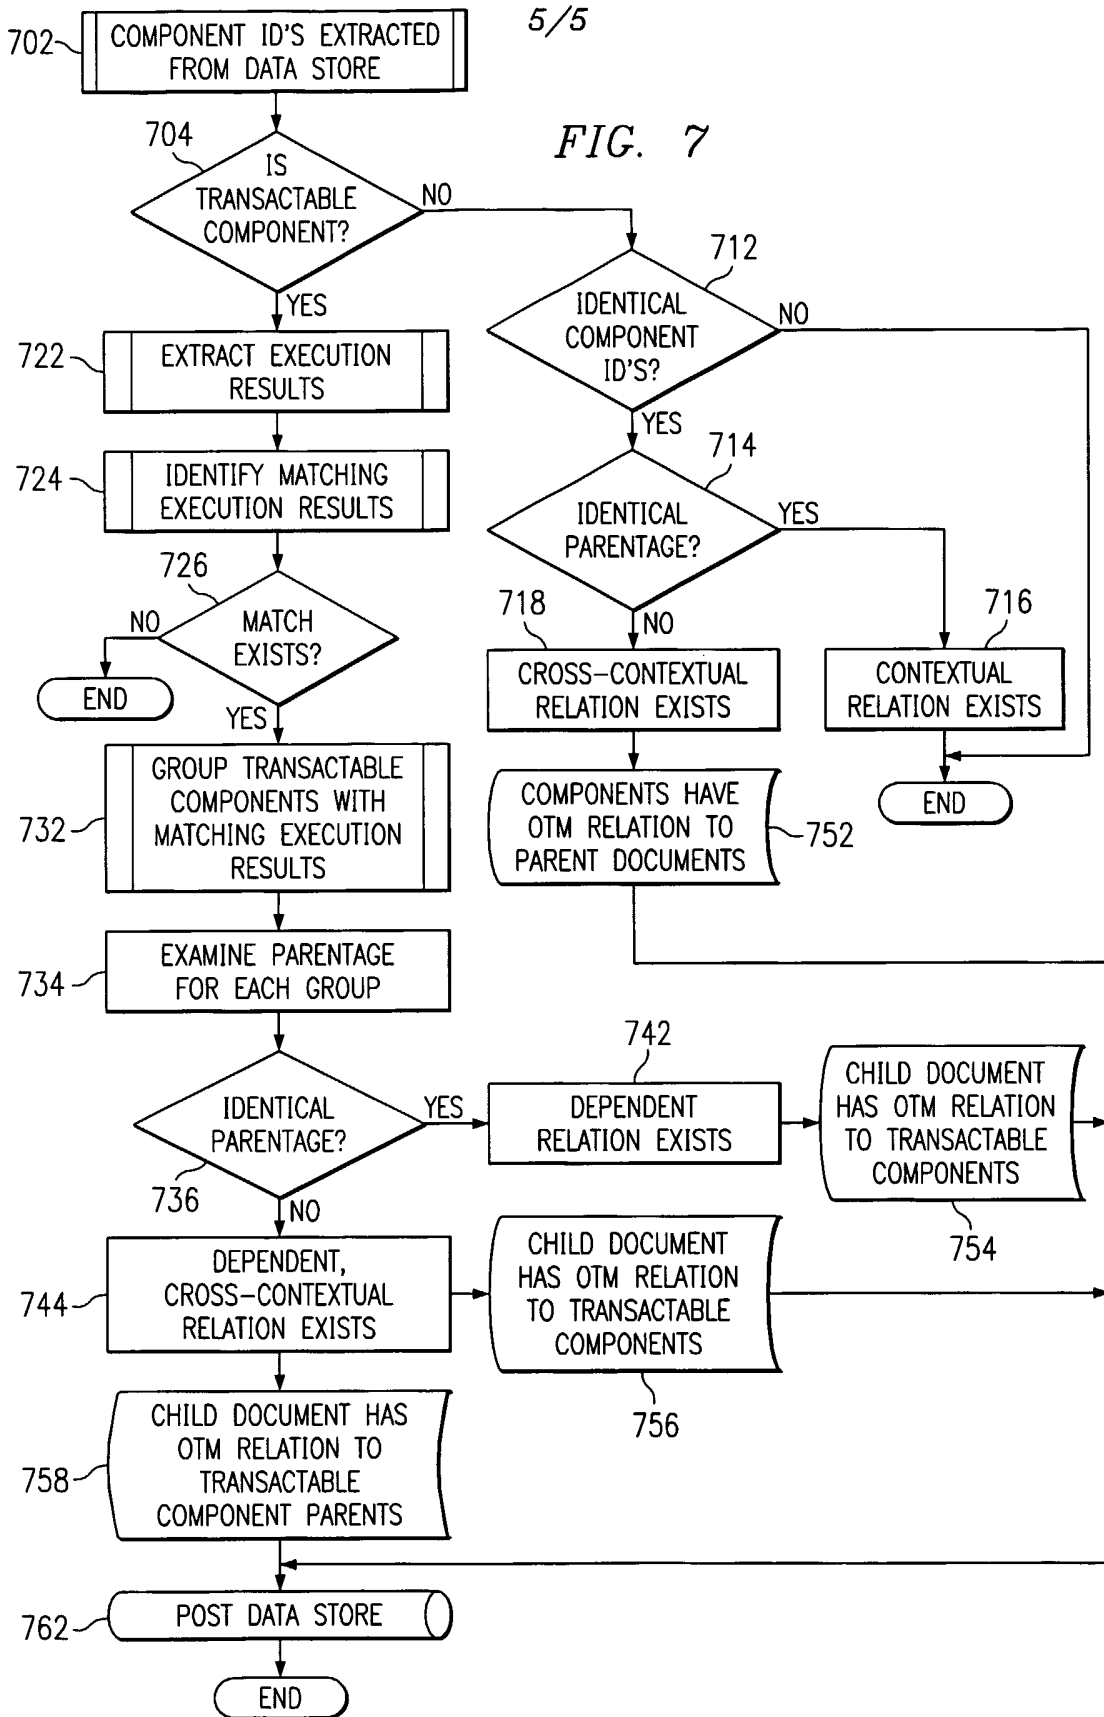 5/5
702
COMPONENT ID'S EXTRACTED
FROM DATA STORE
FIG. 7
704
IS
TRANSACTABLE
COMPONENT?
NO
YES
712
IDENTICAL
COMPONENT
ID'S?
NO
YES
722
EXTRACT EXECUTION
RESULTS
724
IDENTIFY MATCHING
EXECUTION RESULTS
714
IDENTICAL
PARENTAGE?
YES
NO
726
MATCH
EXISTS?
NO
END
YES
718
CROSS-CONTEXTUAL
RELATION EXISTS
716
CONTEXTUAL
RELATION EXISTS
END
732
GROUP TRANSACTABLE
COMPONENTS WITH
MATCHING EXECUTION
RESULTS
COMPONENTS HAVE
OTM RELATION TO
PARENT DOCUMENTS
752
734
EXAMINE PARENTAGE
FOR EACH GROUP
IDENTICAL
PARENTAGE?
736
YES
NO
742
DEPENDENT
RELATION EXISTS
CHILD DOCUMENT
HAS OTM RELATION
TO TRANSACTABLE
COMPONENTS
754
744
DEPENDENT,
CROSS-CONTEXTUAL
RELATION EXISTS
CHILD DOCUMENT
HAS OTM RELATION
TO TRANSACTABLE
COMPONENTS
756
758
CHILD DOCUMENT HAS
OTM RELATION TO
TRANSACTABLE
COMPONENT PARENTS
762
POST DATA STORE
END